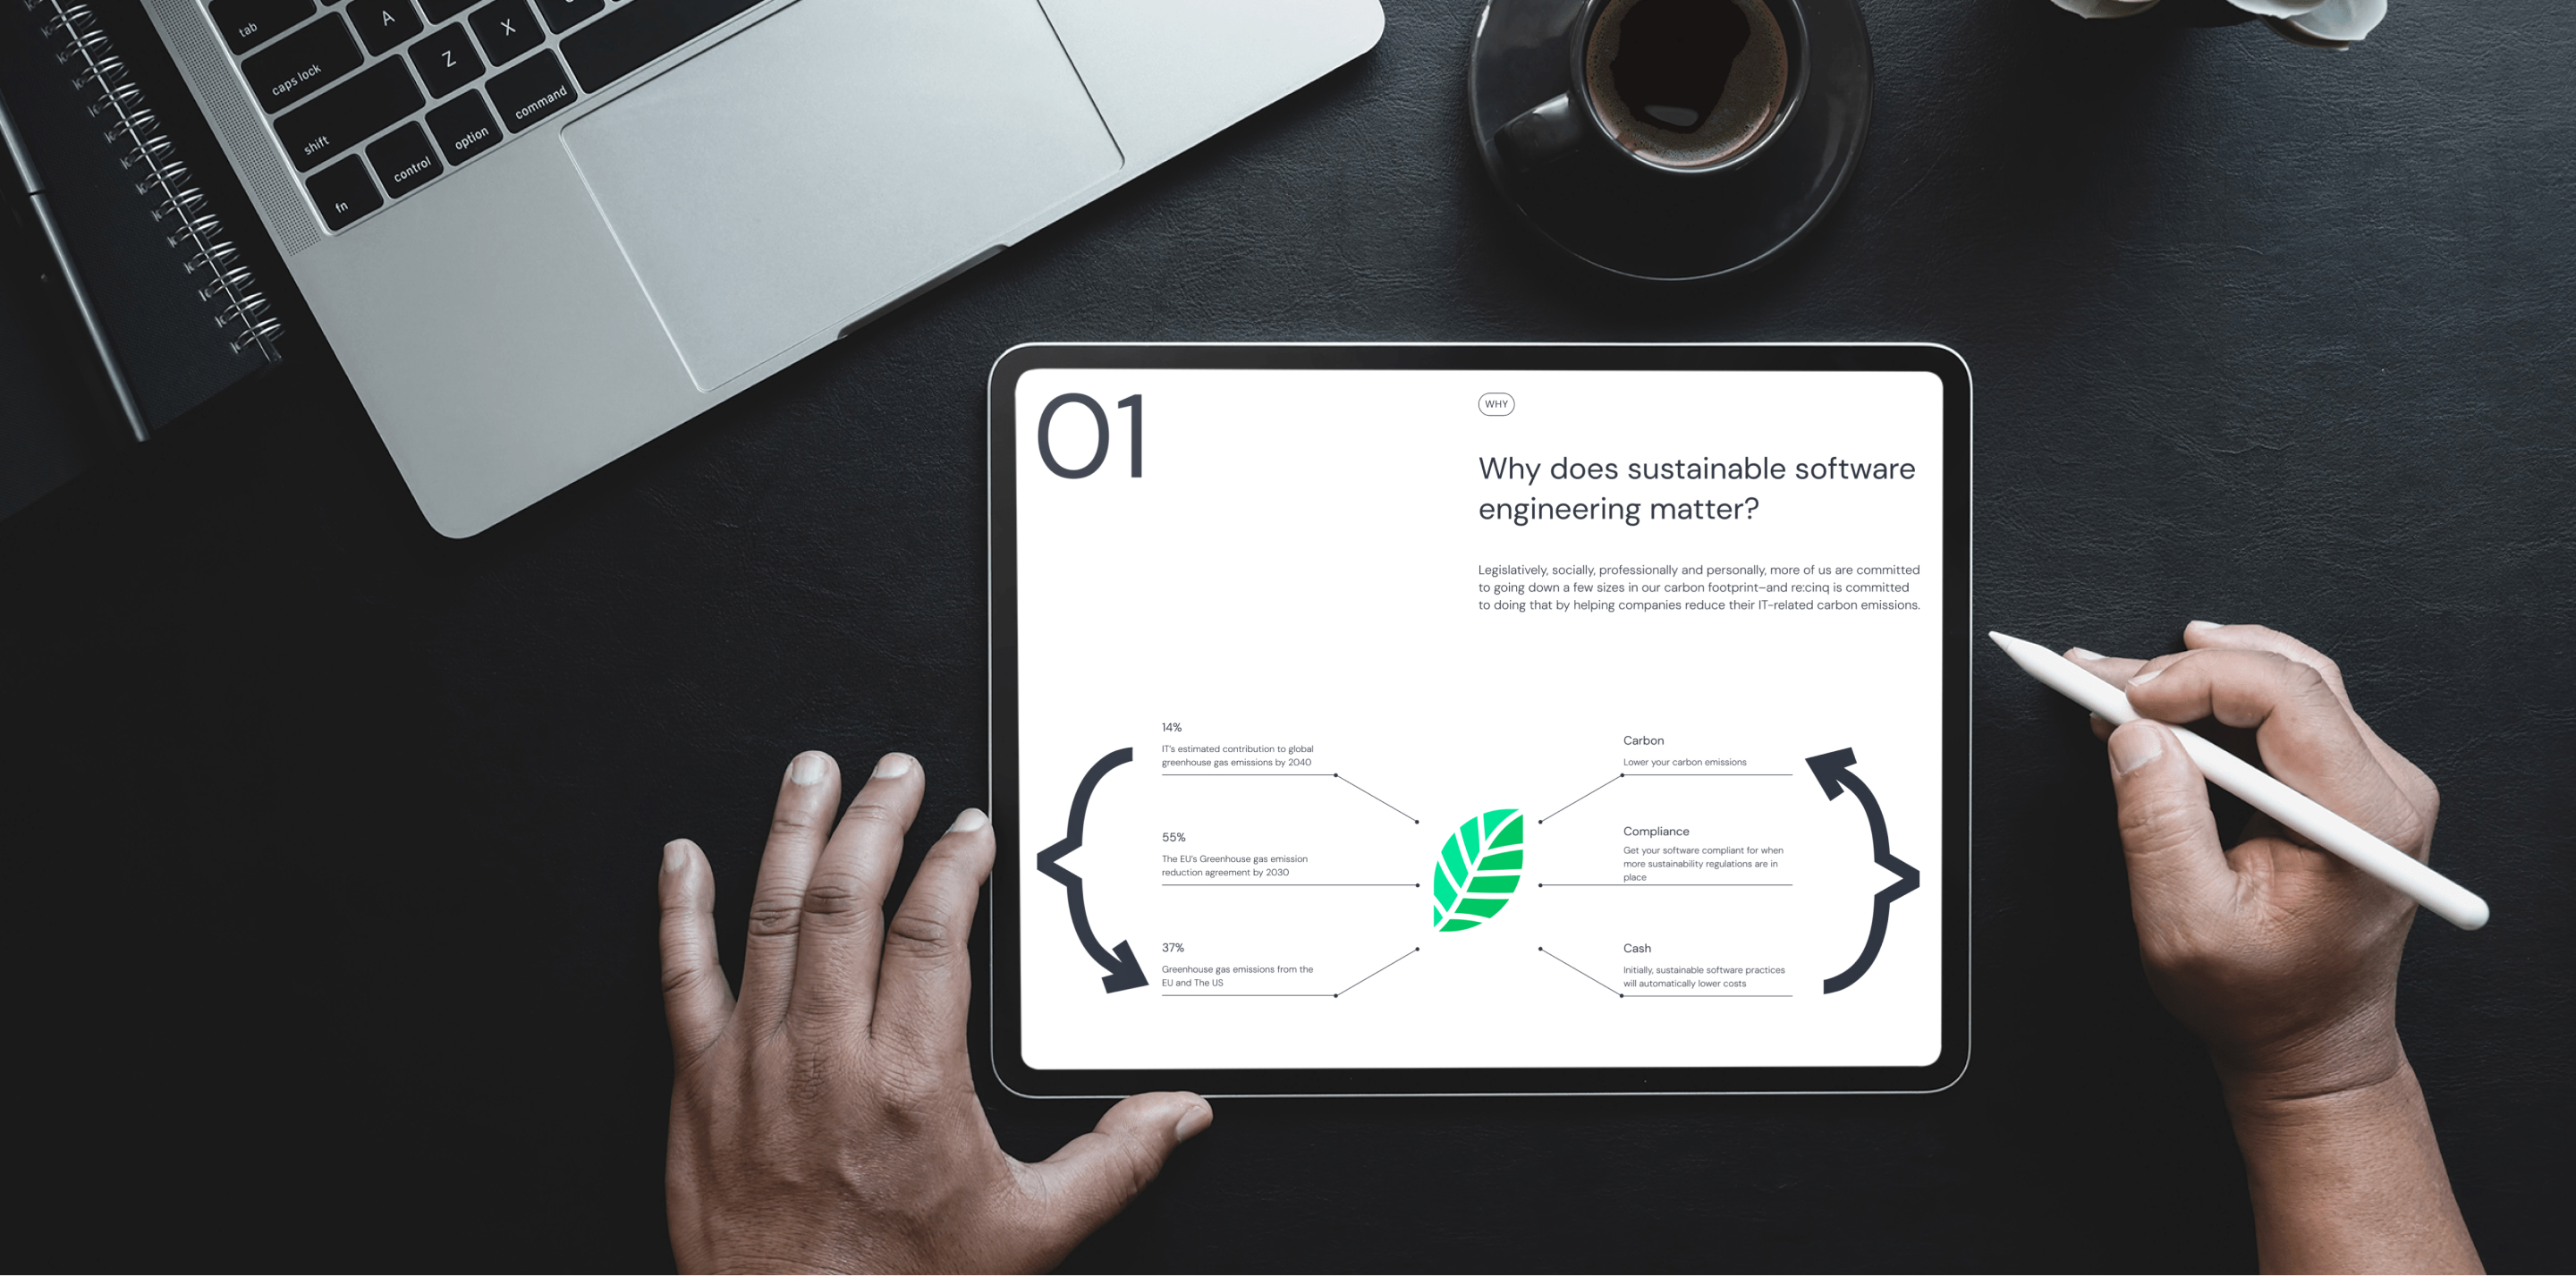 tab
A
caps lock
Z
X
shift
command
option
control
fn
01
WHY
Why does sustainable software
engineering matter?
Legislatively, socially, professionally and personally, more of us are committed
to going down a few sizes in our carbon footprint–and re:cinq is committed
to doing that by helping companies reduce their IT-related carbon emissions.
14%
IT's estimated contribution to global
greenhouse gas emissions by 2040
55%
The EU's Greenhouse gas emission
reduction agreement by 2030
37%
Greenhouse gas emissions from the
EU and The US
Carbon
Lower your carbon emissions
Compliance
Get your software compliant for when
more sustainability regulations are in
place
Cash
Initially, sustainable software practices
will automatically lower costs